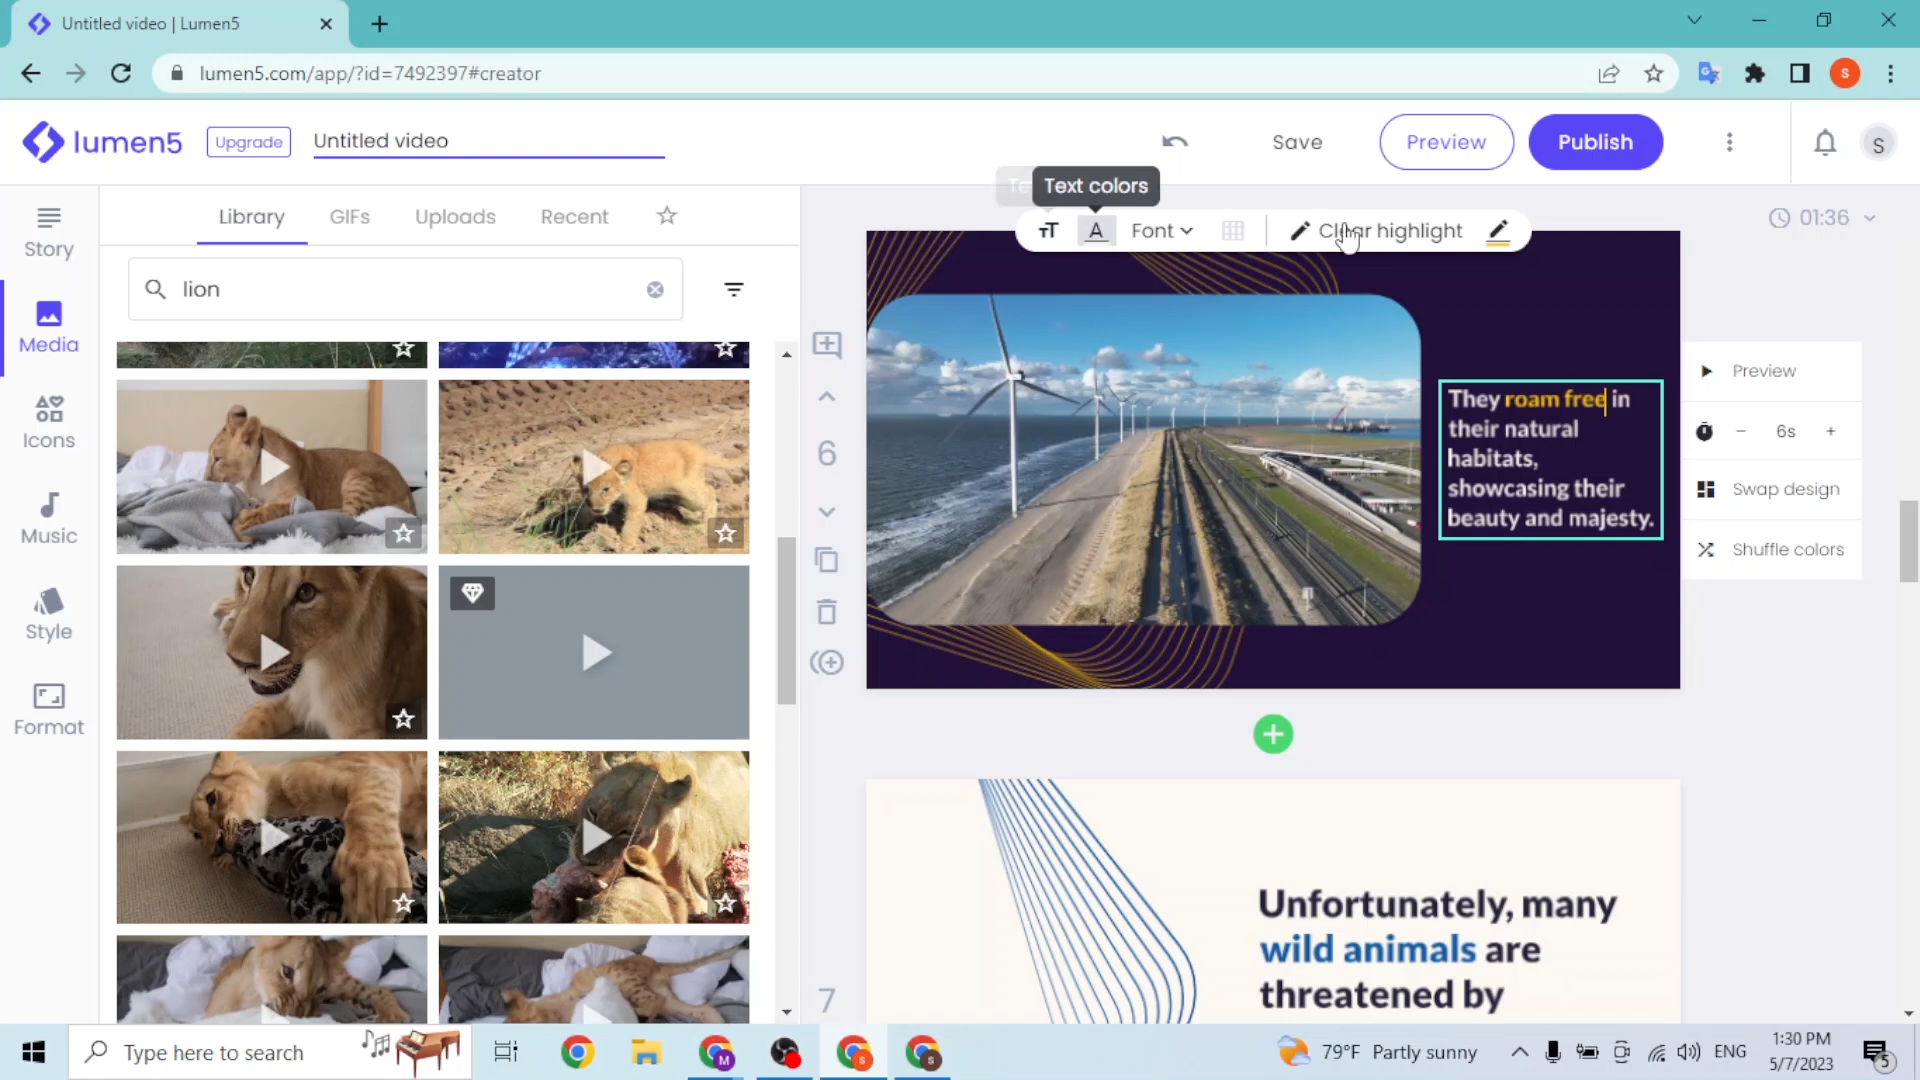 Untitled video | Lumen5
lumen5.com/app/?id=7492397#creator
S
lumen5
Upgrade
Untitled video
Save
Preview
Publish
S
Text colors
Te
Story
Library
GIFs
Uploads
Recent
Font
Clear highlight
01:36
lion
Media
Icons
Music
Style
Format
6
They roam free in
their natural
habitats,
showcasing their
beauty and majesty.
Preview
6s
Swap design
Shuffle colors
Unfortunately, many
wild animals are
threatened by
7
Type here to search
M
S
S
79°F Partly sunny
ENG
1:30 PM
5/7/2023
5